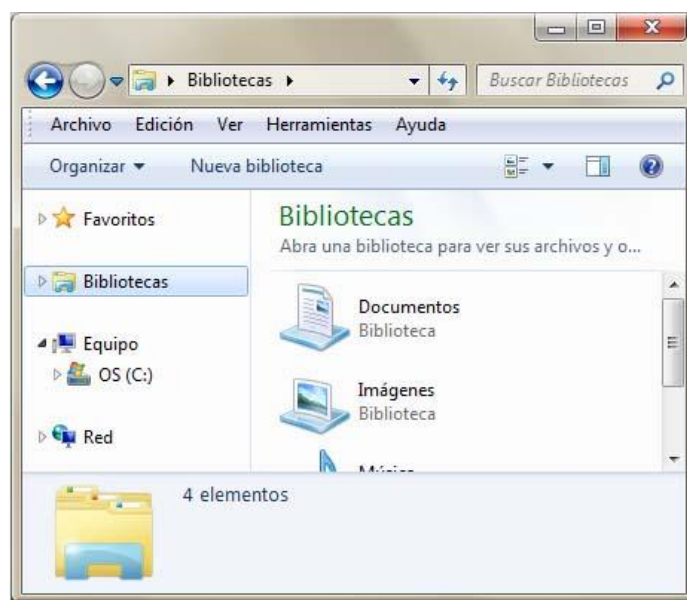 Bibliotecas
Buscar Bibliotecas
Archivo Edición Ver Herramientas Ayuda
Organizar Nueva biblioteca
Favoritos
Bibliotecas
Equipo
OS (C:)
Red
Bibliotecas
Abra una biblioteca para ver sus archivos y o...
Documentos
Biblioteca
Imágenes
Biblioteca
Música
4 elementos